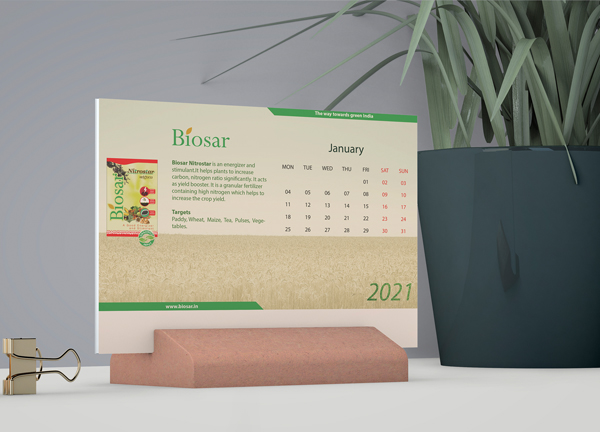 The way towards green india
Biosar
January
Biosar Nitrostar is an energizer and
stimulant.It helps plants to increase
carbon, nitrogen ratio significantly. It acts
as yield booster. It is a granular fertilizer
containing high nitrogen which helps to
increase the crop yield.
Targets
Paddy, Wheat, Maize, Tea, Pulses, Vege-
tables.
Biosar
Nitrostar
MON TUE WED THU FRI SAT SUN
01 02 03
04 05 06 07 08 09 10
11 12 13 14 15 16 17
18 19 20 21 22 23 24
25 26 27 28 29 30 31
2021
www.biosar.in